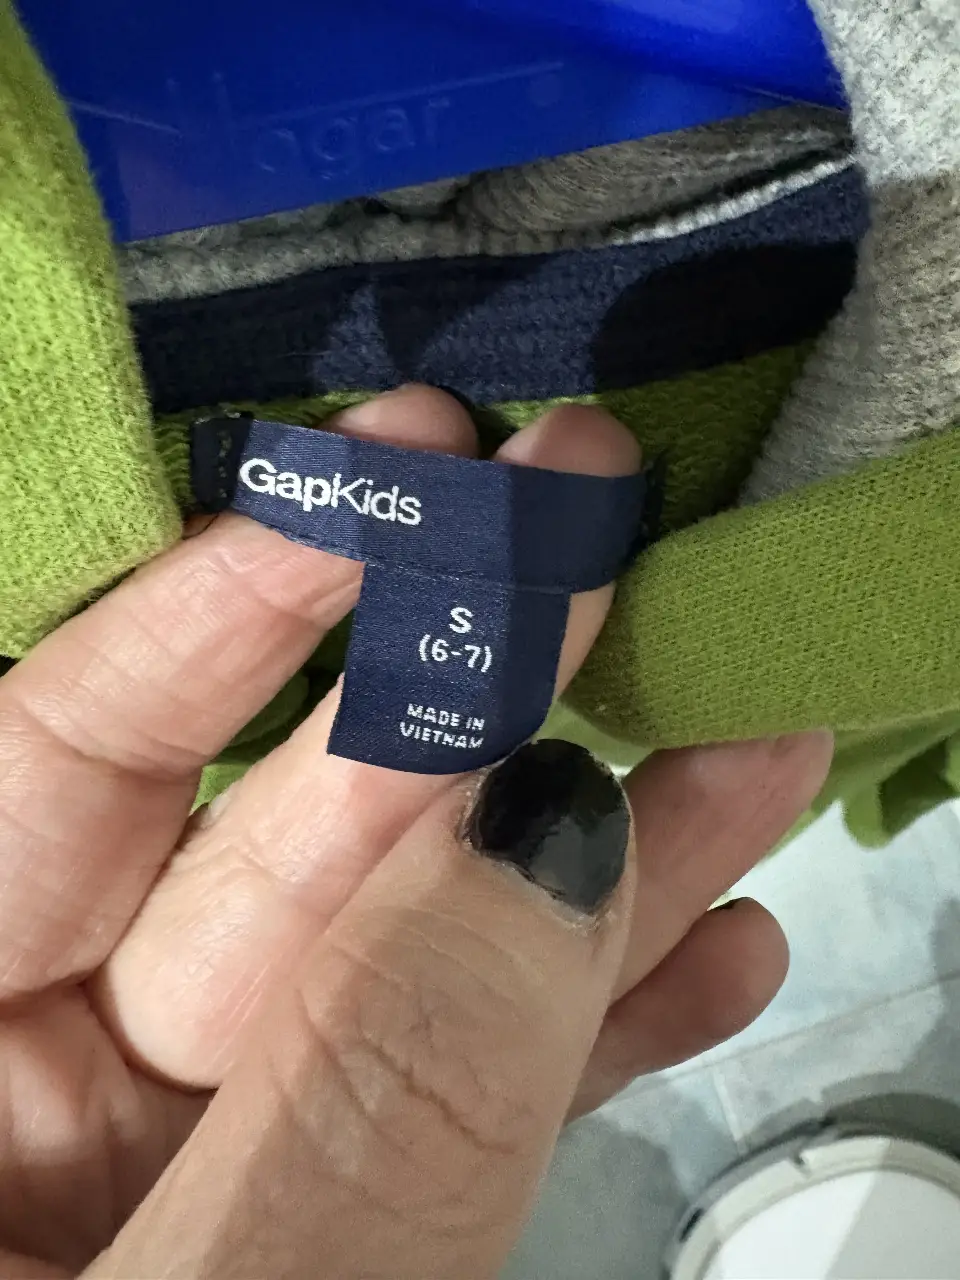 GapKids
S
(6-7)
MADE IN
VIETNAM